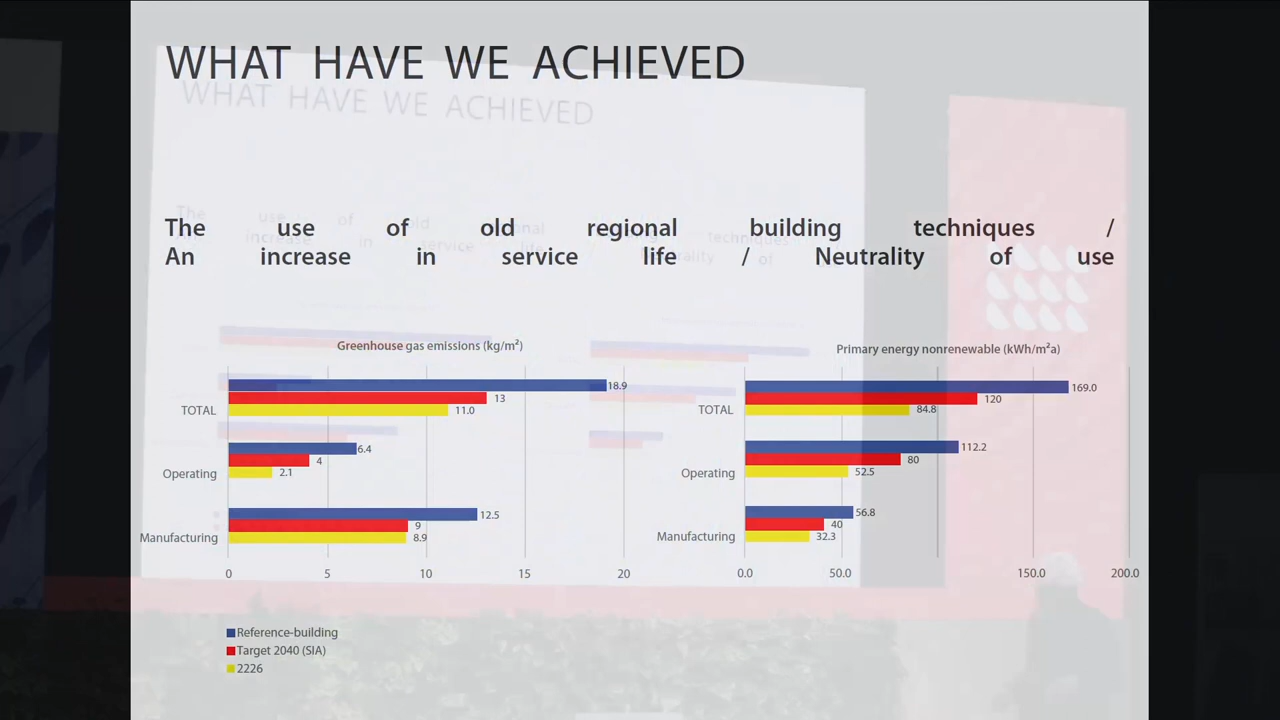 WHAT HAVE WE ACHIEVED
WHAT HAVE WE ACHIEVED
The use of old regional building techniques /
An increase in service life / Neutrality of use
Greenhouse gas emissions (kg/m²)
18.9
13
TOTAL
11.0
6.4
4
Operating
2.1
12.5
9
Manufacturing
8.9
0 5 10 15 20
Primary energy nonrenewable (kWh/m²a)
169.0
120
TOTAL
84.8
112.2
80
Operating
52.5
56.8
40
Manufacturing
32.3
0.0 50.0 150.0 200.0
Reference-building
Target 2040 (SIA)
2226